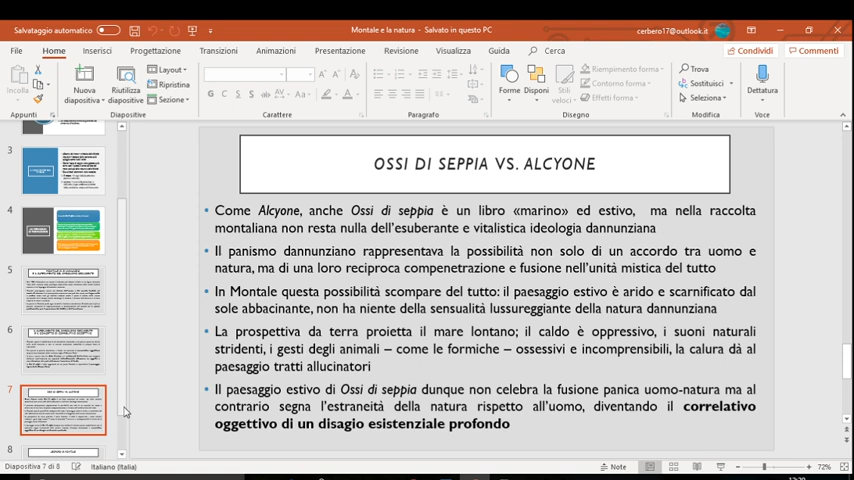 Salvataggio automatico
Montale e la natura - Salvato in questo PC
cerbero17@outlook.it
File Home Inserisci Progettazione Transizioni Animazioni Presentazione Revisione Visualizza Guida Cerca
Condividi Commenti
Incolla
Nuova diapositiva
Riutilizza diapositive
Layout
Ripristina
Sezione
Forme
Disponi
Stili veloci
Riempimento forma
Contorno forma
Effetti forma
Trova
Sostituisci
Seleziona
Dettatura
Appunti Diapositive Carattere Paragrafo Disegno Modifica Voce
3
4
5
6
7
8
OSSI DI SEPPIA VS. ALCYONE
• Come Alcyone, anche Ossi di seppia è un libro «marino» ed estivo, ma nella raccolta
montaliana non resta nulla dell'esuberante e vitalistica ideologia dannunziana
• Il panismo dannunziano rappresentava la possibilità non solo di un accordo tra uomo e
natura, ma di una loro reciproca compenetrazione e fusione nell'unità mistica del tutto
• In Montale quta possibilità scompare del tutto: il paesaggio estivo è arido e scarnificato dal
sole abbacinante, non ha niente della sensualità lussureggiante della natura dannunziana
• La prospettiva da terra proietta il mare lontano; il caldo è oppressivo, i suoni naturali
stridenti, i gesti degli animali – come le formiche – ossessivi e incomprensibili, la calura dà al
paesaggio tratti allucinatori
• Il paesaggio estivo di Ossi di seppia dunque non celebra la fusione panica uomo-natura ma al
contrario segna l'estraneità della natura rispetto all'uomo, diventando il correlativo
oggettivo di un disagio esistenziale profondo
Diapositiva 7 di 8 Italiano (Italia) Note 72%